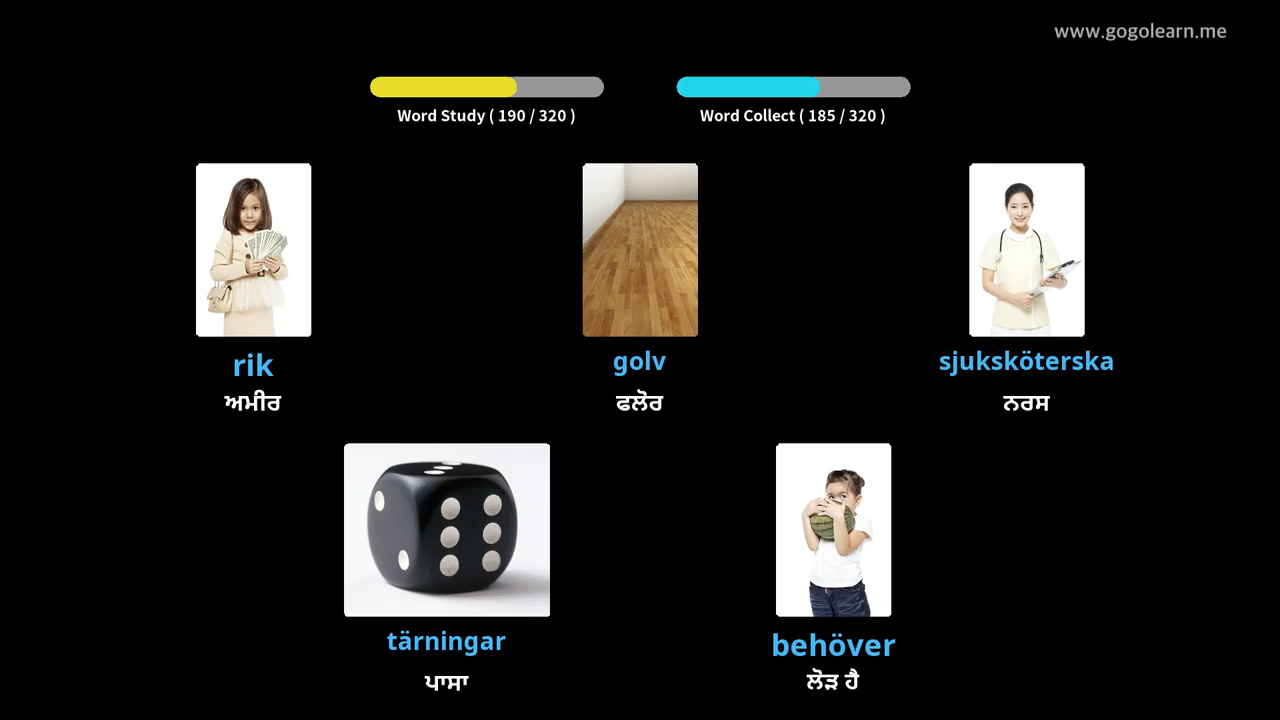 www.gogolearn.me
Word Study ( 190 / 320 )
Word Collect ( 185 / 320 )
rik
golv
sjuksköterska
ਅਮੀਰ
ਫਲੋਰ
ਨਰਸ
tärningar
behöver
ਪਾਸਾ
ਲੋੜ ਹੈ